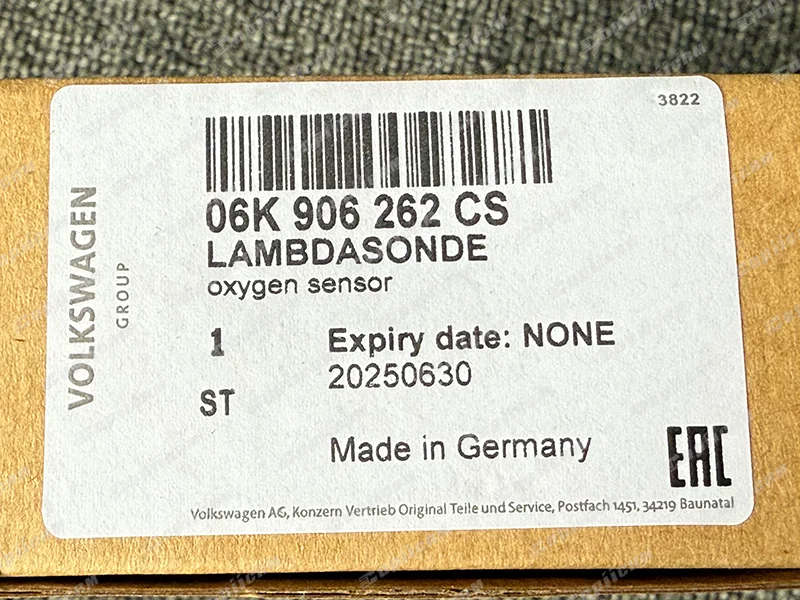 3822
VOLKSWAGEN
GROUP
06K 906 262 CS
LAMBDASONDE
oxygen sensor
1
Expiry date: NONE
20250630
ST
Made in Germany
EAC
Volkswagen AG, Konzern Vertrieb Original Teile und Service, Postfach 1451, 34219 Baunatal